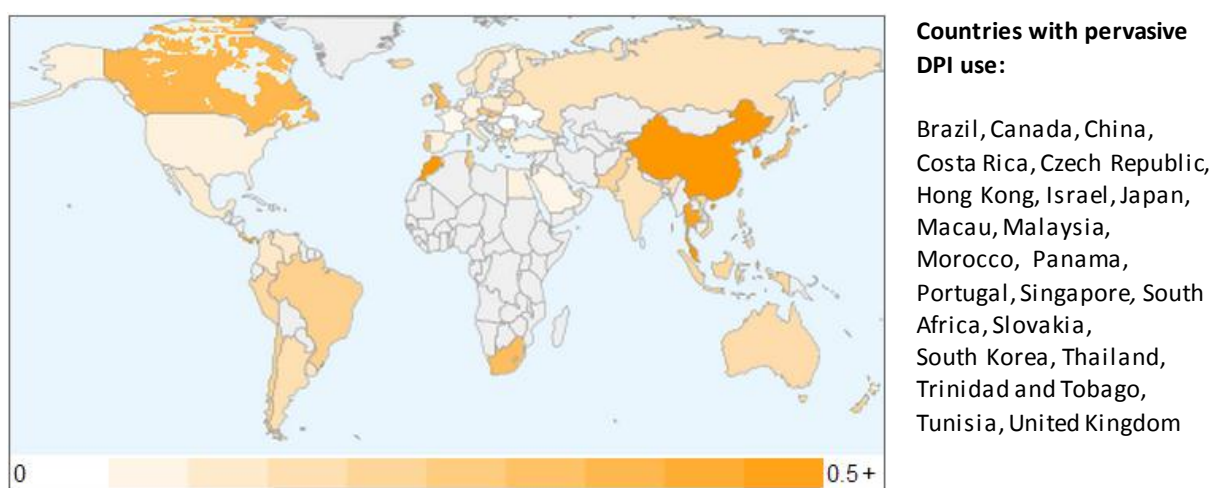 Countries with pervasive
DPI use:
Brazil, Canada, China,
Costa Rica, Czech Republic,
Hong Kong, Israel, Japan,
Macau, Malaysia,
Morocco, Panama,
Portugal, Singapore, South
Africa, Slovakia,
South Korea, Thailand,
Trinidad and Tobago,
Tunisia, United Kingdom
0
0.5+